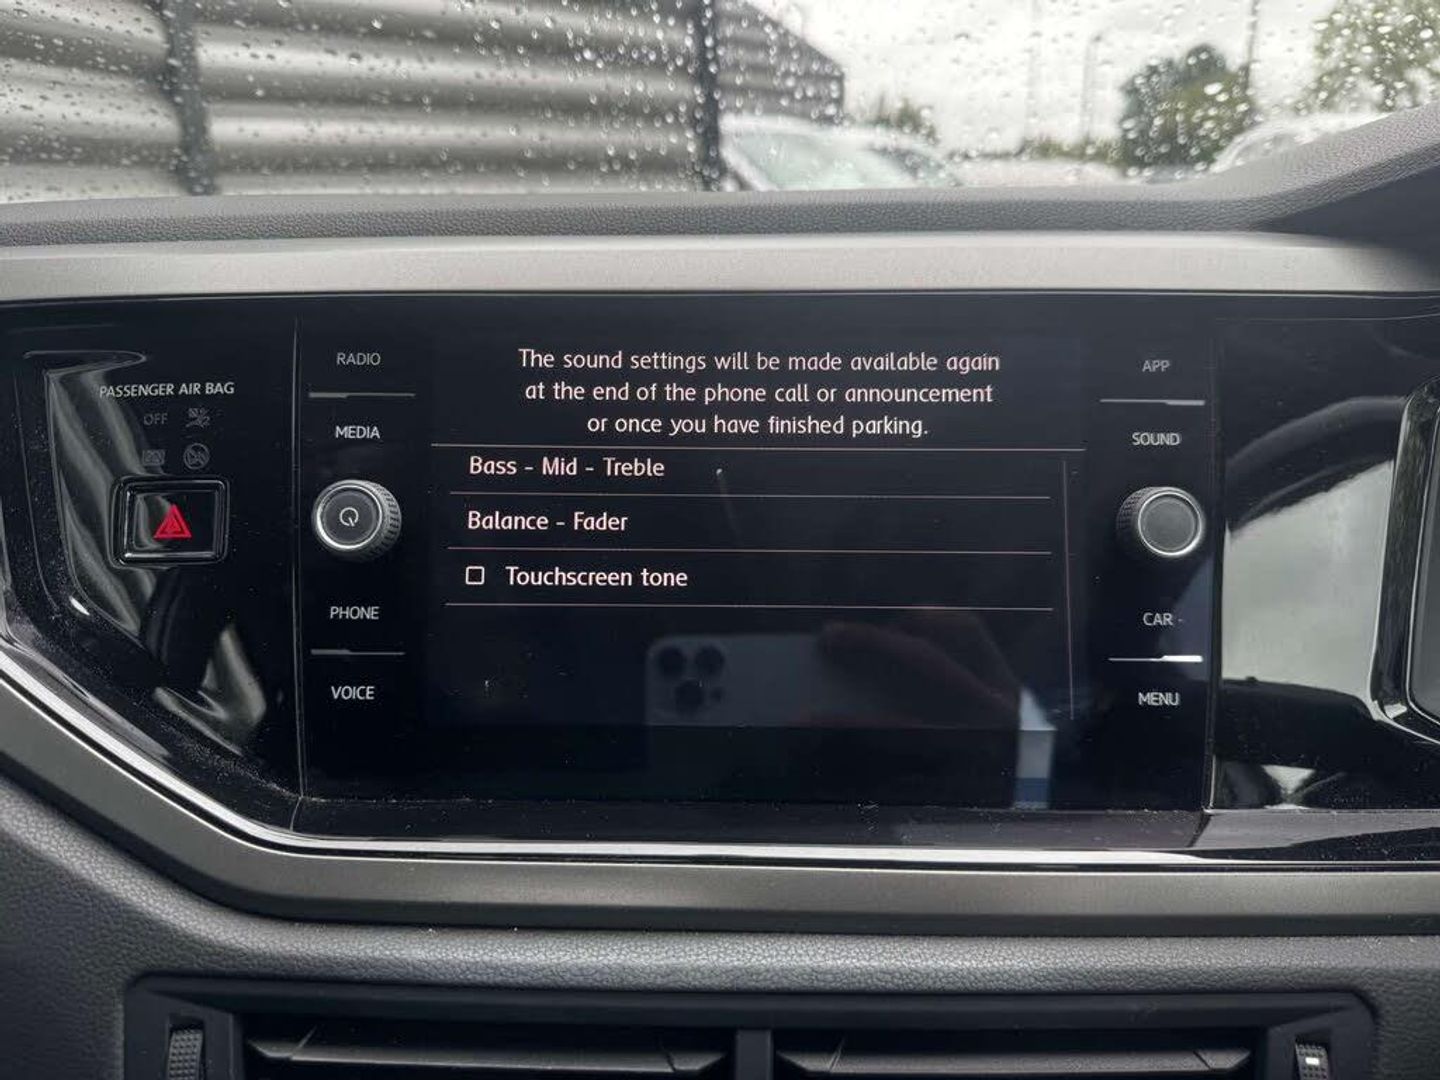 PASSENGER AIR BAG
OFF
RADIO
MEDIA
PHONE
VOICE
The sound settings will be made available again
at the end of the phone call or announcement
or once you have finished parking.
Bass - Mid - Treble
Balance - Fader
Touchscreen tone
APP
SOUND
CAR
MENU